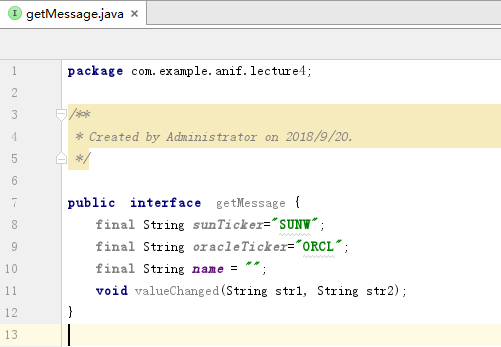 getMessage.java
1 package com.example.anif.lecture4;
2
3 /**
4 * Created by Administrator on 2018/9/20.
5 */
6
7 public interface getMessage {
8 final String sunTicker="SUNW";
9 final String oracleTicker="ORCL";
10 final String name = "";
11 void valueChanged(String str1, String str2);
12 }
13